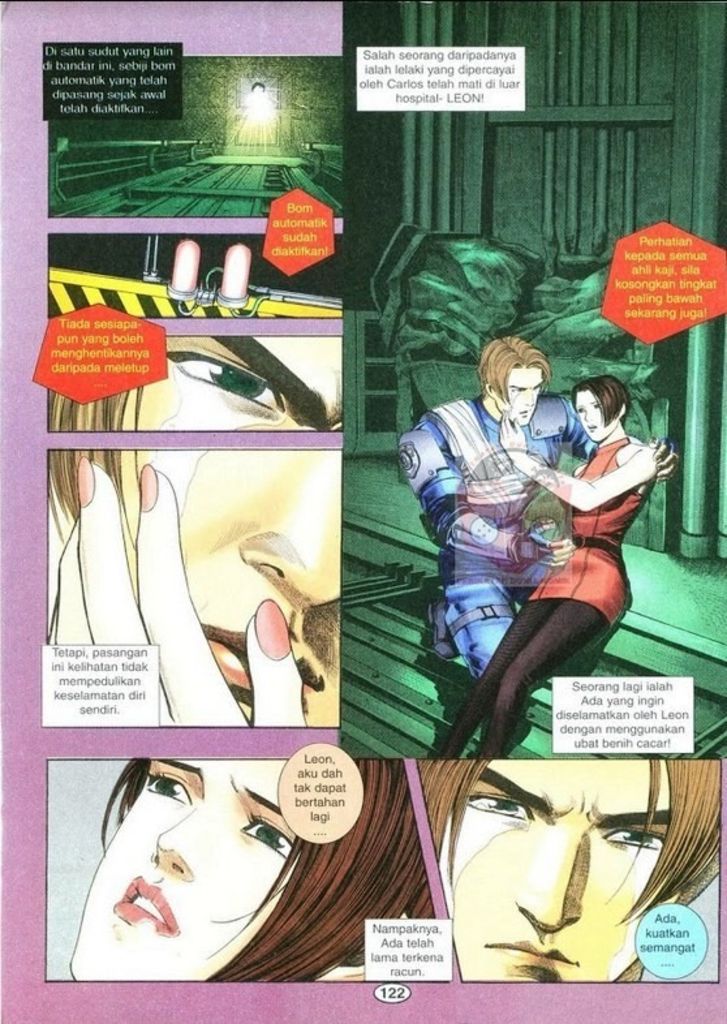 Di satu sudut yang lain
di bandar ini, sebiji bom
automatik yang telah
dipasang sejak awal
telah diaktifkan....
Salah seorang daripadanya
ialah lelaki yang dipercayai
oleh Carlos telah mati di luar
hospital- LEON!
Bom
automatik
sudah
diaktifkan!
Perhatian
kepada semua
ahli kaji, sila
kosongkan tingkat
paling bawah
sekarang juga!
Tiada sesiapa-
pun yang boleh
menghentikannya
daripada meletup
....
Tetapi, pasangan
ini kelihatan tidak
mempedulikan
keselamatan diri
sendiri.
Seorang lagi ialah
Ada yang ingin
diselamatkan oleh Leon
dengan menggunakan
ubat benih cacar!
Leon,
aku dah
tak dapat
bertahan
lagi
....
Nampaknya,
Ada telah
lama terkena
racun.
Ada,
kuatkan
semangat
....
122